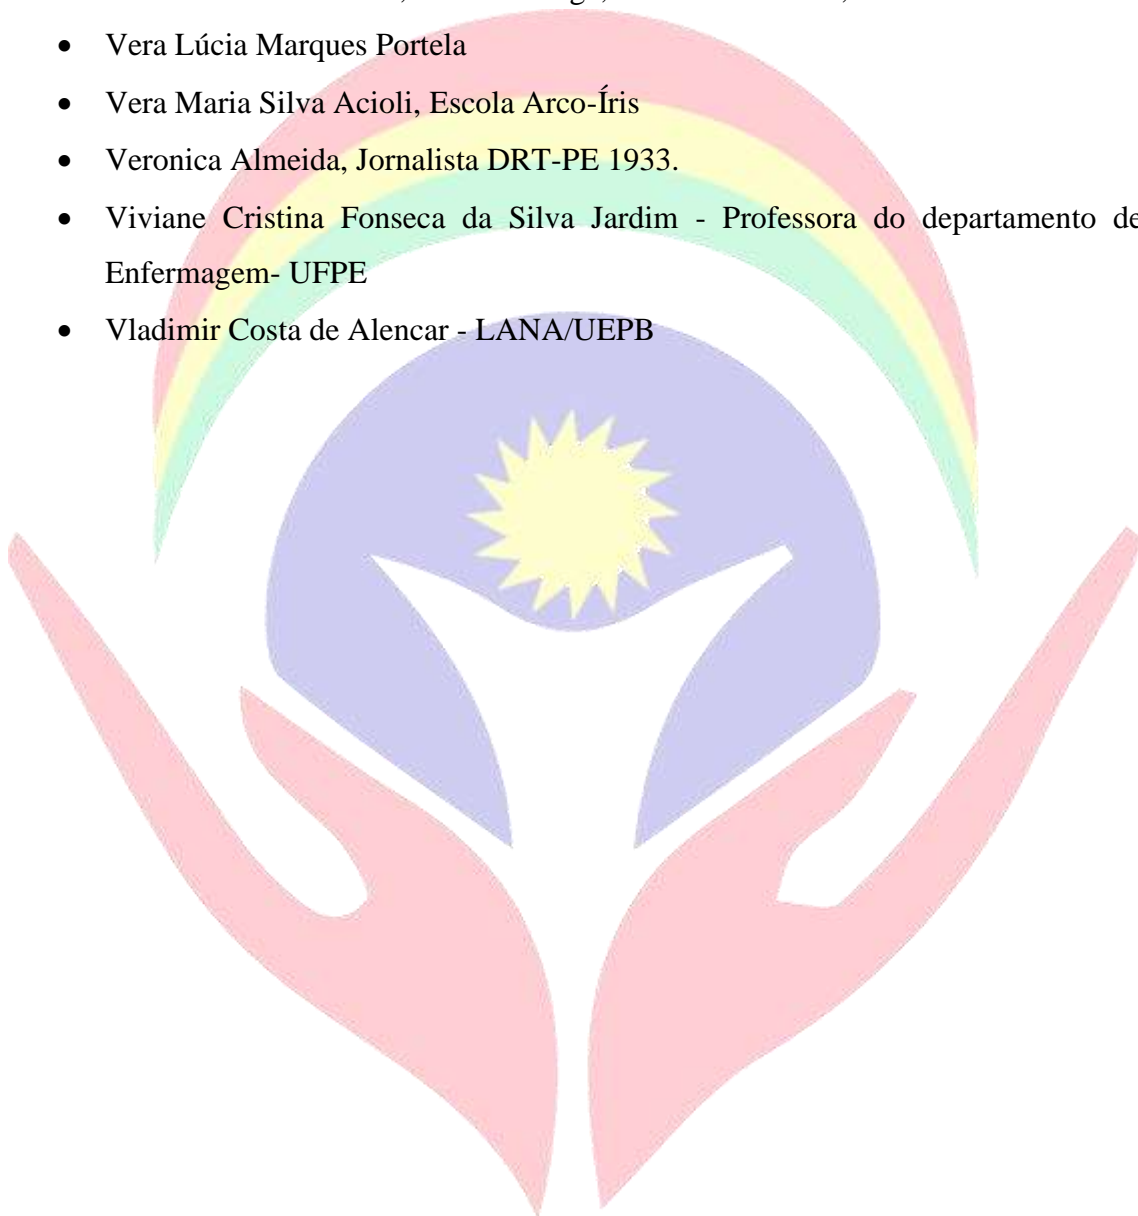 • Vera Lúcia Marques Portela
• Vera Maria Silva Acioli, Escola Arco-Íris
• Veronica Almeida, Jornalista DRT-PE 1933.
• Viviane Cristina Fonseca da Silva Jardim - Professora do departamento de
Enfermagem- UFPE
• Vladimir Costa de Alencar - LANA/UEPB